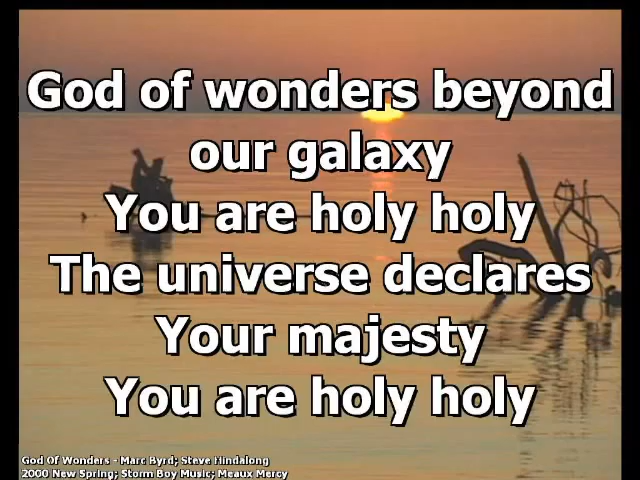 God of wonders beyond
our galaxy
You are holy holy
The universe declares
Your majesty
You are holy holy
God Of Wonders - Marc Byrd; Steve Hindalong
2000 New Spring; Storm Boy Music; Meaux Mercy